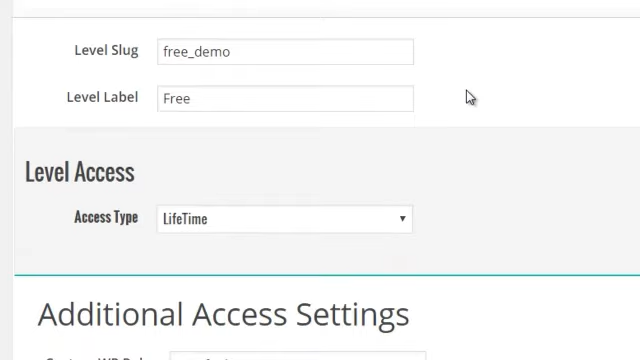 Level Slug free_demo
Level Label Free
Level Access
Access Type LifeTime
Additional Access Settings